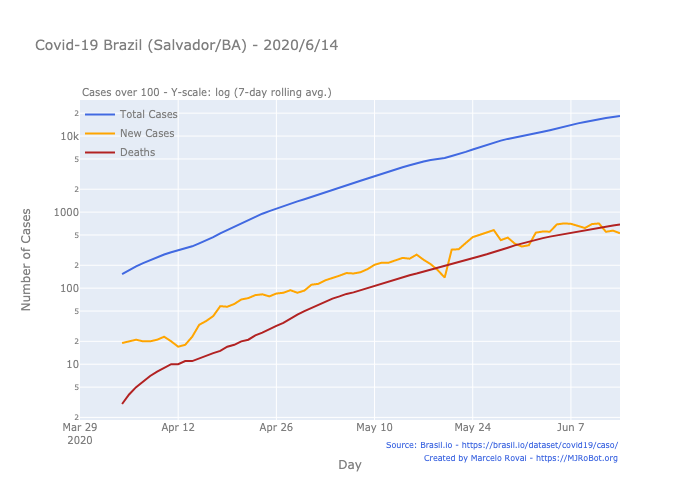 Covid-19 Brazil (Salvador/BA) - 2020/6/14
Cases over 100 - Y-scale: log (7-day rolling avg.)
Total Cases
New Cases
Deaths
Number of Cases
2
10k
5
2
1000
5
2
100
5
2
10
5
2
Mar 29
2020
Apr 12
Apr 26
May 10
May 24
Jun 7
Day
Source: Brasil.io - https://brasil.io/dataset/covid19/caso/
Created by Marcelo Rovai - https://MJRoBot.org